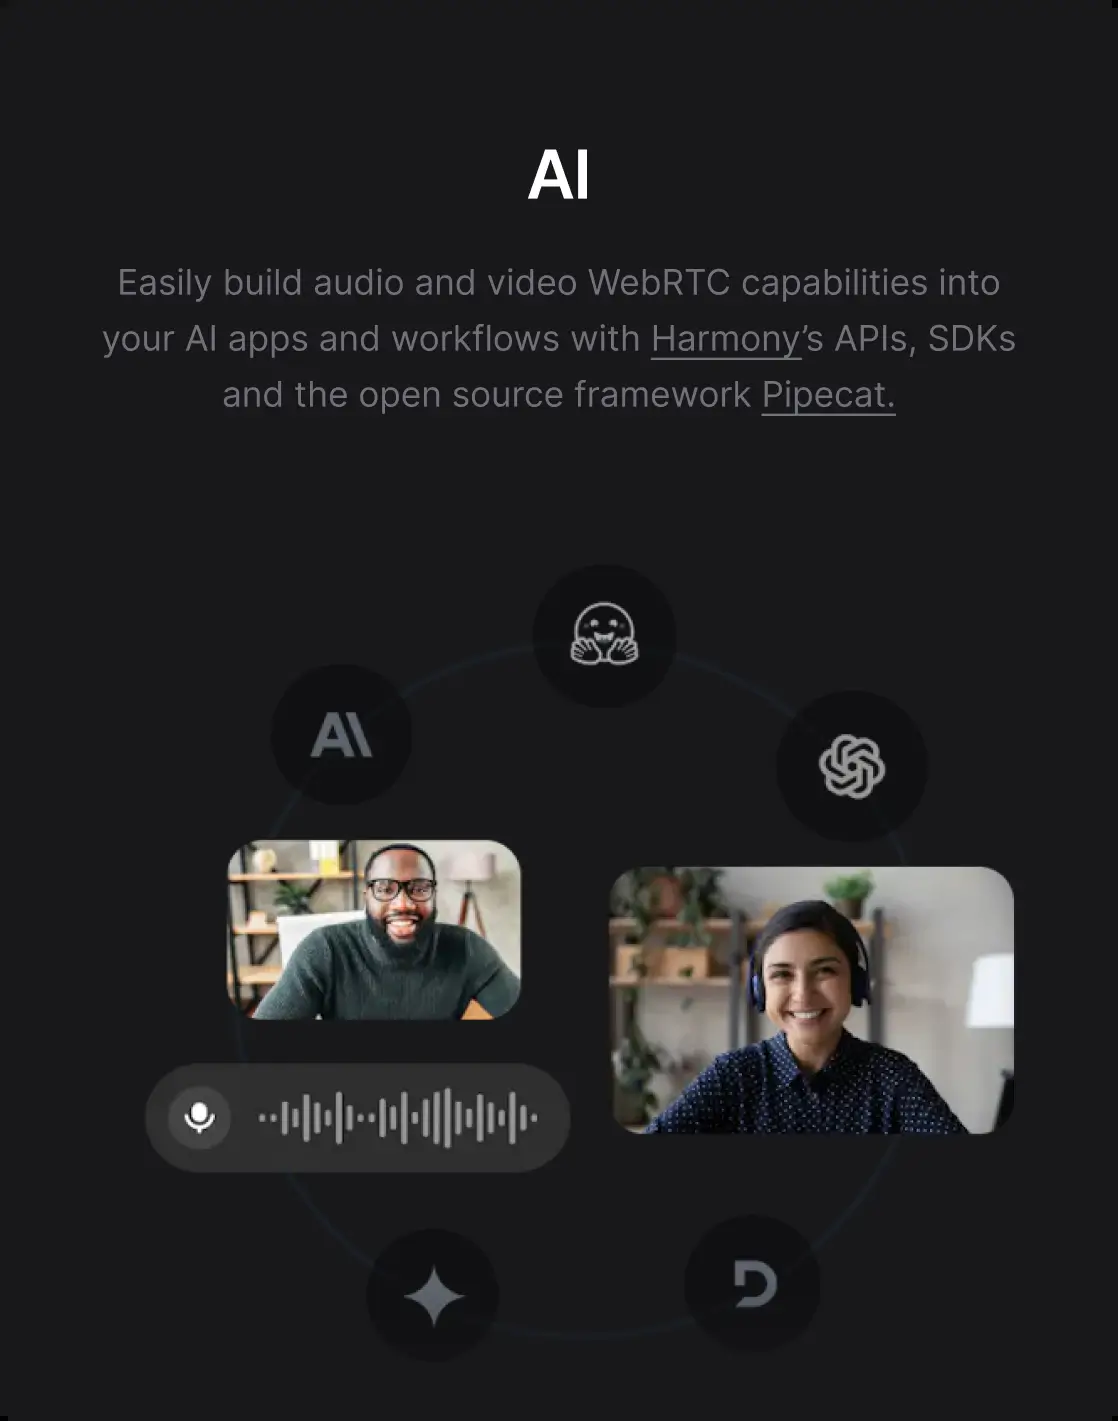 AI
Easily build audio and video WebRTC capabilities into
your AI apps and workflows with Harmony’s APIs, SDKs
and the open source framework Pipecat.